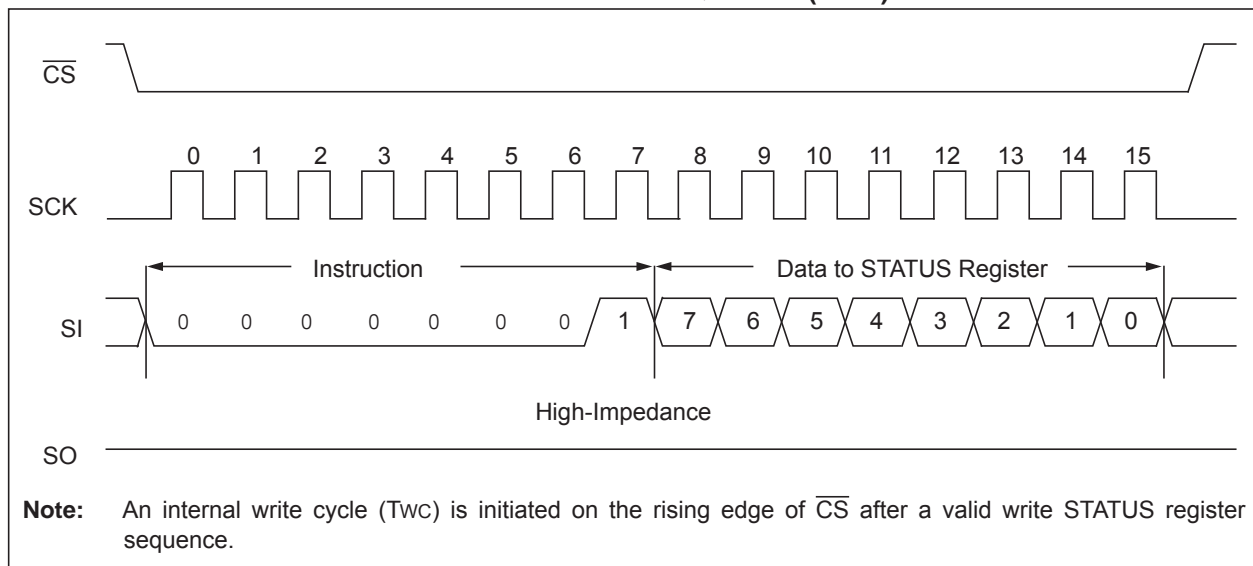 CS
0 1 2 3 4 5 6 7 8 9 10 11 12 13 14 15
SCK
Instruction Data to STATUS Register
SI 0 0 0 0 0 0 0 1 7 6 5 4 3 2 1 0
High-Impedance
SO
Note: An internal write cycle (TWC) is initiated on the rising edge of CS after a valid write STATUS register
sequence.